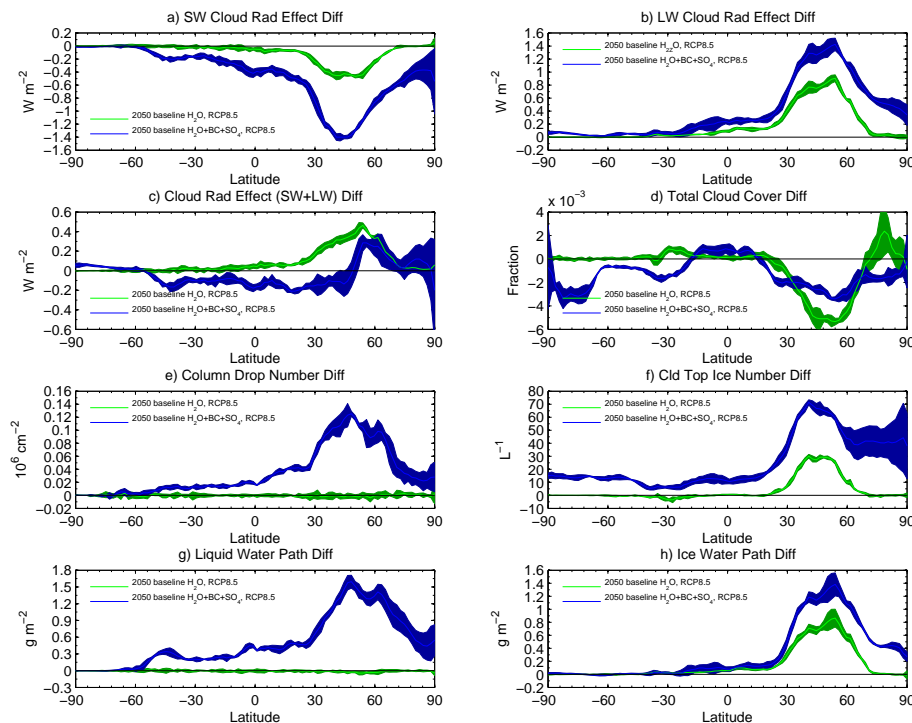 a) SW Cloud Rad Effect Diff
0.2
0
−0.2
−0.4
−0.6
−0.8
−1
−1.2
−1.4
−1.6
W m−2
2050 baseline H2O, RCP8.5
2050 baseline H2O+BC+SO4, RCP8.5
−90 −60 −30 0 30 60 90
Latitude
b) LW Cloud Rad Effect Diff
1.6
1.4
1.2
1
0.8
0.6
0.4
0.2
0
−0.2
W m−2
2050 baseline H22O, RCP8.5
2050 baseline H2O+BC+SO4, RCP8.5
−90 −60 −30 0 30 60 90
Latitude
c) Cloud Rad Effect (SW+LW) Diff
0.6
0.4
0.2
0
−0.2
−0.4
−0.6
W m−2
2050 baseline H2O, RCP8.5
2050 baseline H2O+BC+SO4, RCP8.5
−90 −60 −30 0 30 60 90
Latitude
d) Total Cloud Cover Diff
x 10−3
4
2
0
−2
−4
−6
Fraction
2050 baseline H2O, RCP8.5
2050 baseline H2O+BC+SO4, RCP8.5
−90 −60 −30 0 30 60 90
Latitude
e) Column Drop Number Diff
0.16
0.14
0.12
0.1
0.08
0.06
0.04
0.02
0
−0.02
106 cm−2
2050 baseline H2O, RCP8.5
2050 baseline H2O+BC+SO4, RCP8.5
−90 −60 −30 0 30 60 90
Latitude
f) Cld Top Ice Number Diff
80
70
60
50
40
30
20
10
0
−10
L−1
2050 baseline H2O, RCP8.5
2050 baseline H2O+BC+SO4, RCP8.5
−90 −60 −30 0 30 60 90
Latitude
g) Liquid Water Path Diff
1.8
1.5
1.2
0.9
0.6
0.3
0
−0.3
g m−2
2050 baseline H2O, RCP8.5
2050 baseline H2O+BC+SO4, RCP8.5
−90 −60 −30 0 30 60 90
Latitude
h) Ice Water Path Diff
1.6
1.4
1.2
1
0.8
0.6
0.4
0.2
0
−0.2
g m−2
2050 baseline H2O, RCP8.5
2050 baseline H2O+BC+SO4, RCP8.5
−90 −60 −30 0 30 60 90
Latitude